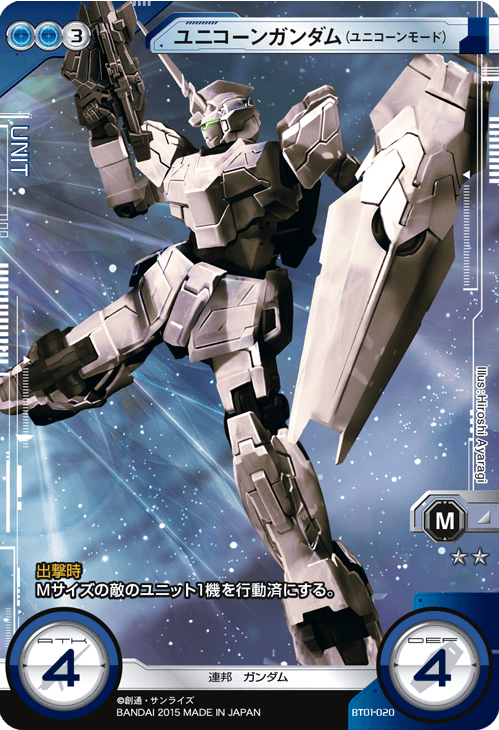 3
ユニコーンガンダム(ユニコーンモード)
UNIT
Illus:Hiroshi Ayaragi
M
出撃時
Mサイズの敵のユニット1機を行動済にする。
ATK
4
DEF
4
連邦 ガンダム
©創通・サンライズ
BANDAI 2015 MADE IN JAPAN
BT01-020